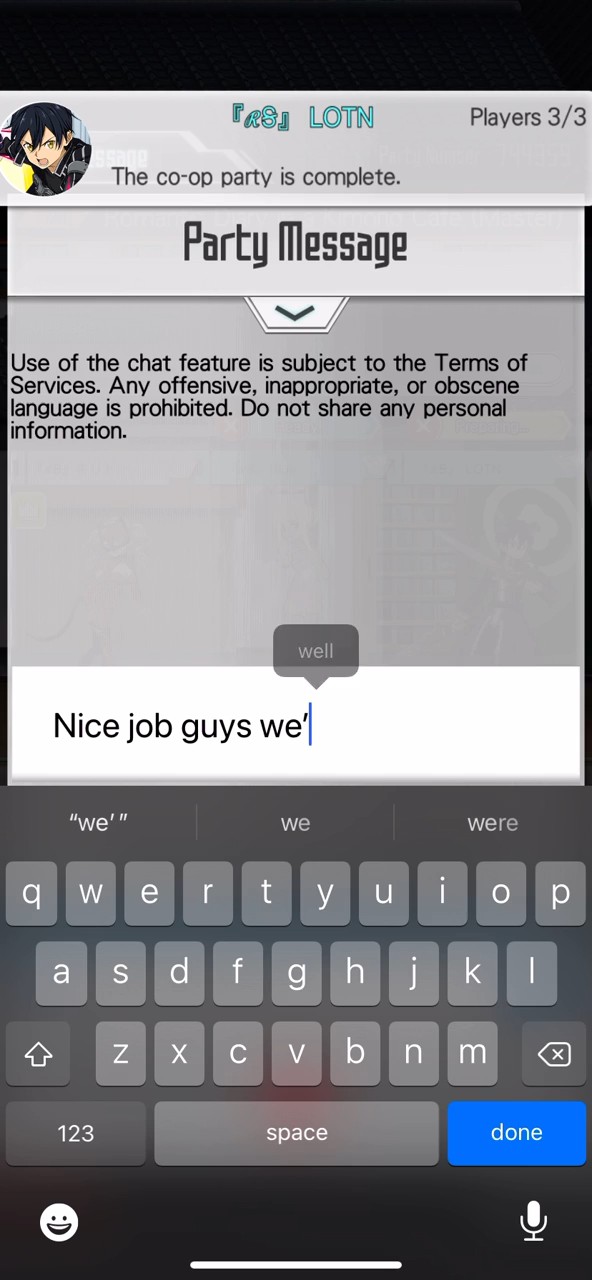 『RS』 LOTN
Players 3/3
The co-op party is complete.
Party Message
Use of the chat feature is subject to the Terms of
Services. Any offensive, inappropriate, or obscene
language is prohibited. Do not share any personal
information.
well
Nice job guys we’
“we’ ”
we
were
q w e r t y u i o p
a s d f g h j k l
z x c v b n m
123
space
done